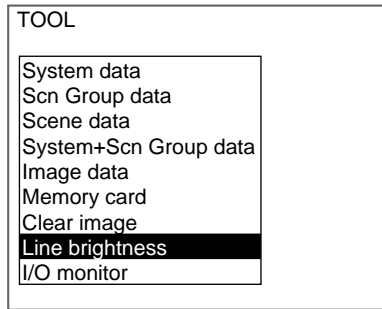 TOOL
System data
Scn Group data
Scene data
System+Scn Group data
Image data
Memory card
Clear image
Line brightness
I/O monitor